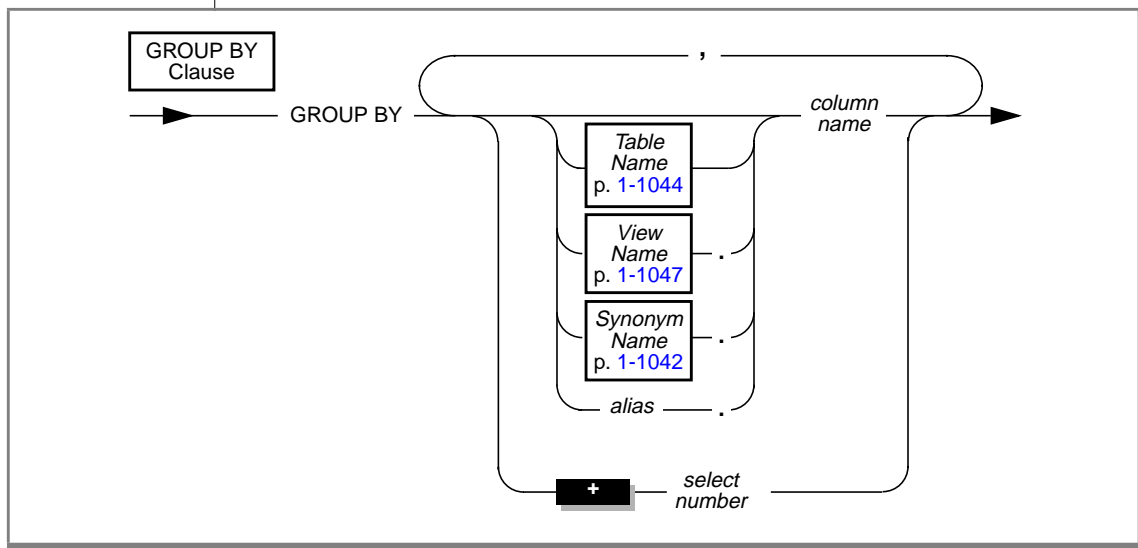 GROUP BY
Clause
,
GROUP BY
column
name
Table
Name
p. 1-1044
View
Name
p. 1-1047
.
Synonym
Name
p. 1-1042
.
alias
.
+
select
number